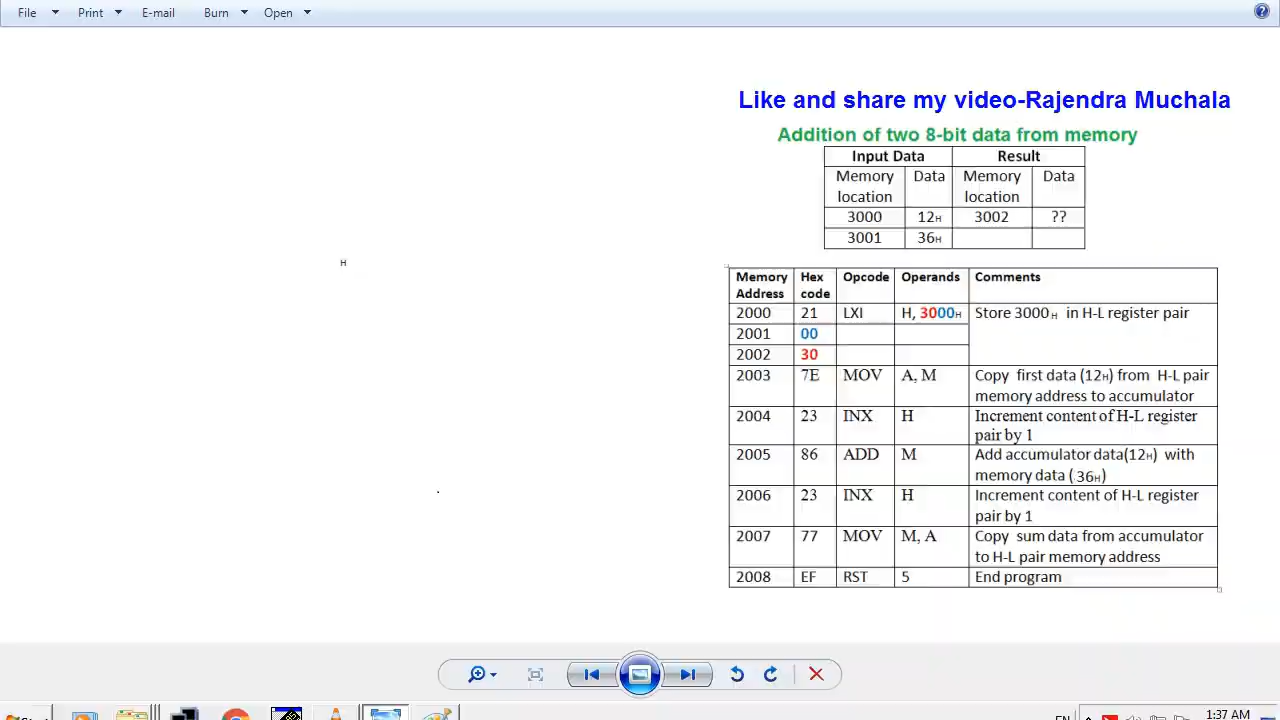 File Print E-mail Burn Open
Like and share my video-Rajendra Muchala
Addition of two 8-bit data from memory
Input Data Result
Memory location Data Memory location Data
3000 12H 3002 ??
3001 36H
H
Memory Address Hex code Opcode Operands Comments
2000 21 LXI H, 3000H Store 3000H in H-L register pair
2001 00
2002 30
2003 7E MOV A, M Copy first data (12H) from H-L pair
memory address to accumulator
2004 23 INX H Increment content of H-L register
pair by 1
2005 86 ADD M Add accumulator data(12H) with
memory data (36H)
2006 23 INX H Increment content of H-L register
pair by 1
2007 77 MOV M, A Copy sum data from accumulator
to H-L pair memory address
2008 EF RST 5 End program
EN 1:37 AM